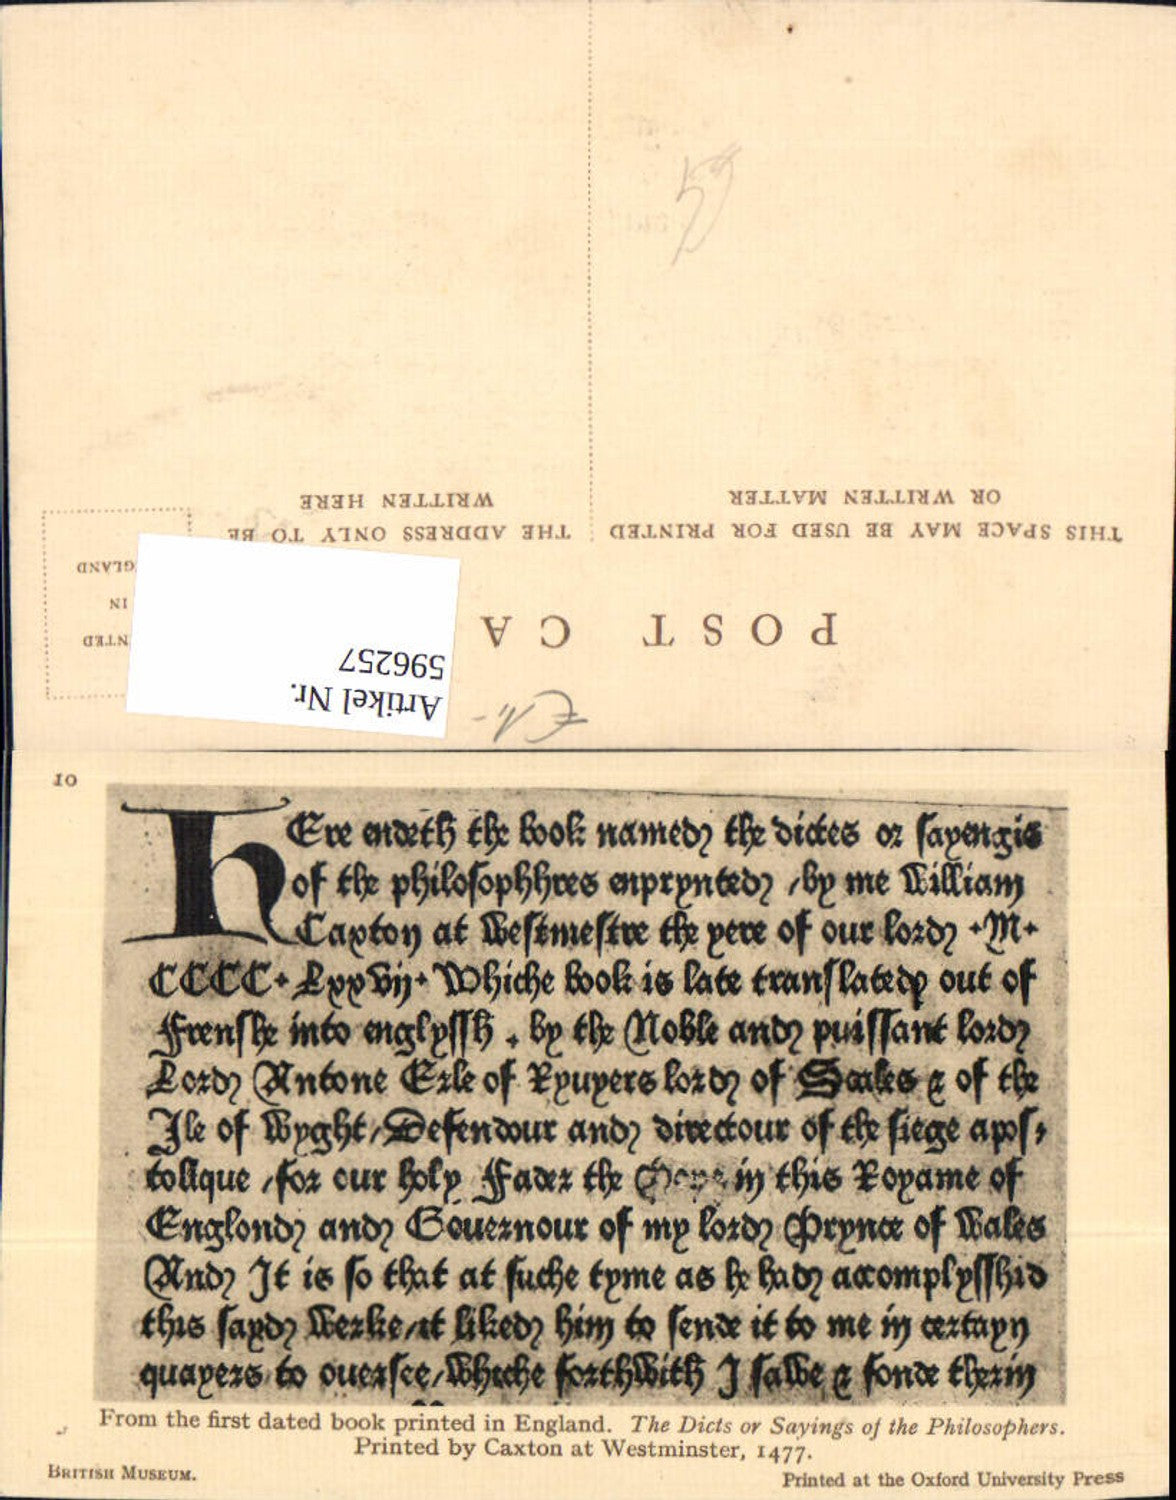 THIS SPACE MAY BE USED FOR PRINTED
OR WRITTEN MATTER
THE ADDRESS ONLY TO BE
WRITTEN HERE
POST CA
NTED
IN
GLAND
Artikel Nr.
596257
10
HEre endeth the book named the dictes or sayengis
of the philosophhres enprynted, by me William
Caxton at Westmestre the yere of our lord ·M·
CCCC·Lxxvij· Whiche book is late translated out of
Frenshe into englyssh. by the Noble and puissant lord
Lord Antone Erle of Ryuyers lord of Scales & of the
Ile of Wyght, Defendour and directour of the siege apos,
tolique, for our holy Fader the Pope in this Royame of
Englond and Gouernour of my lord Prynce of Wales
And It is so that at suche tyme as he had accomplysshid
this sayd Werke, it liked him to sende it to me in certayn
quayers to ouersee, Whiche forthwith I sawe & fonde therin
From the first dated book printed in England. The Dicts or Sayings of the Philosophers.
Printed by Caxton at Westminster, 1477.
BRITISH MUSEUM.
Printed at the Oxford University Press